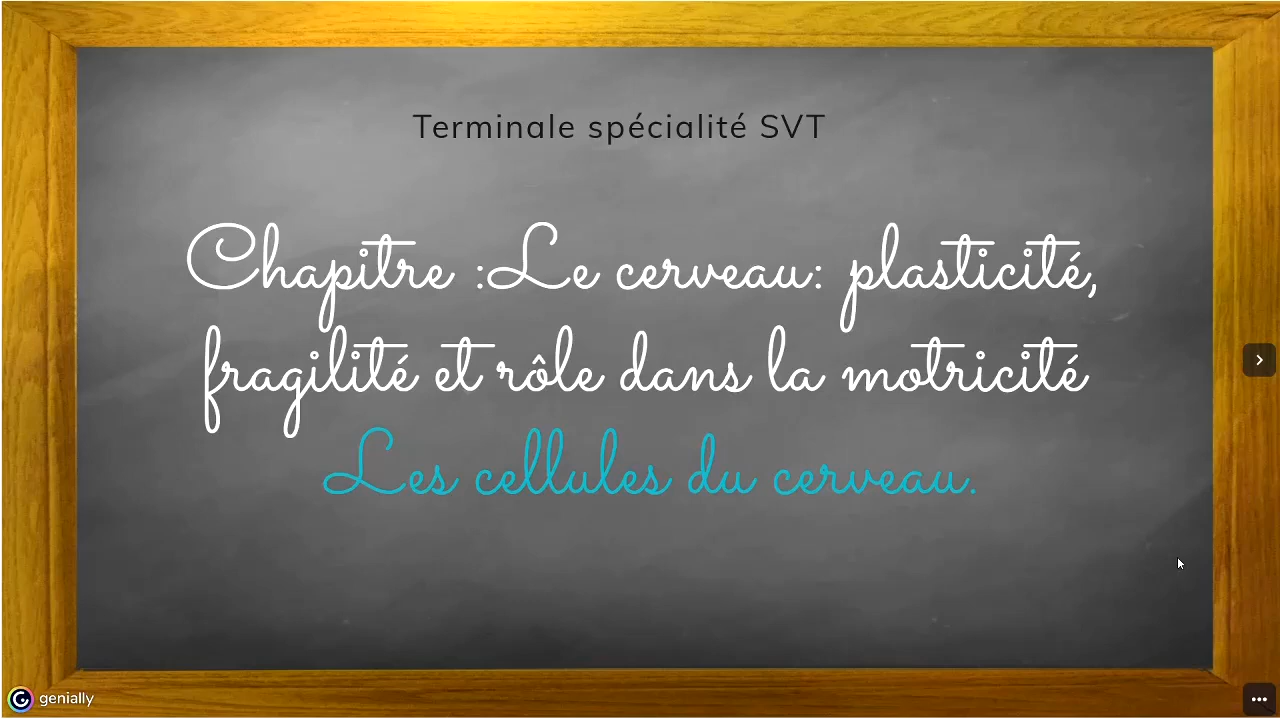 Terminale spécialité SVT
Chapitre :Le cerveau: plasticité,
fragilité et rôle dans la motricité
Les cellules du cerveau.
genially